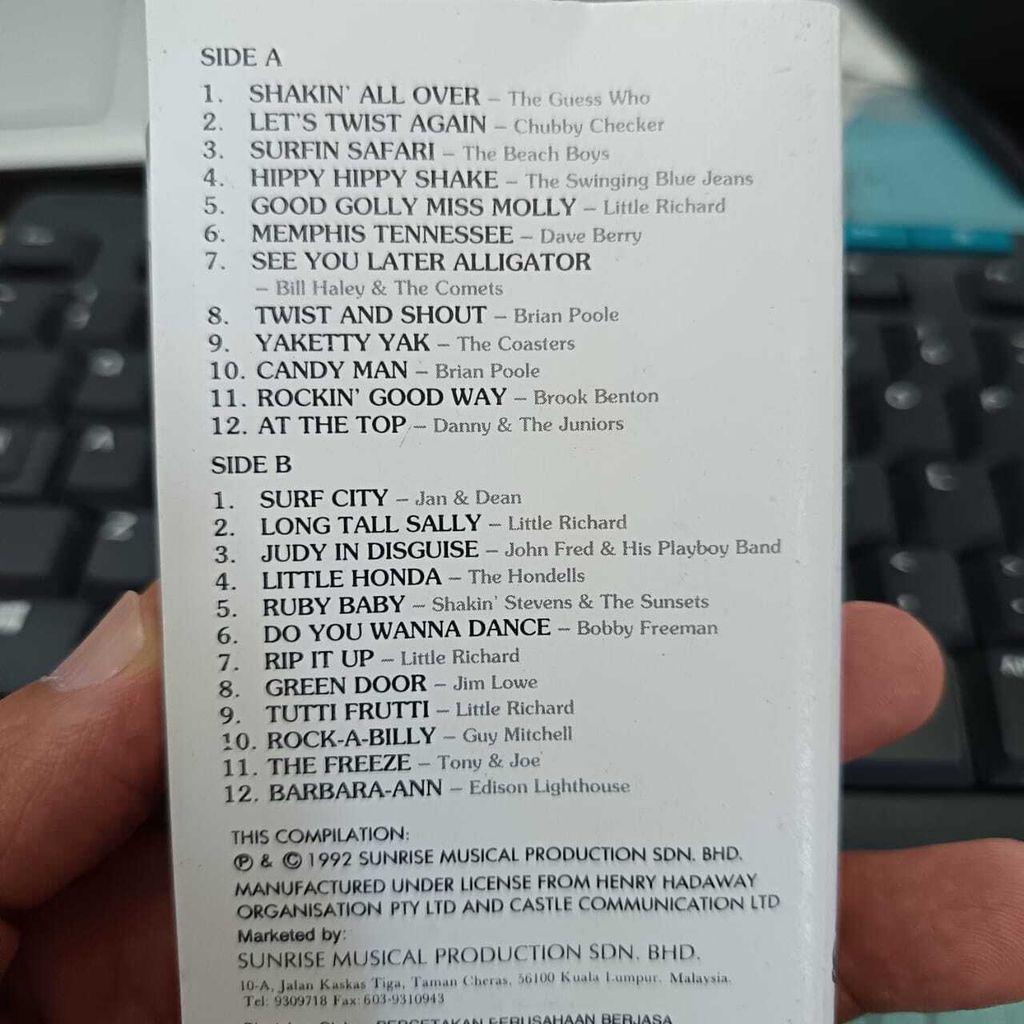 SIDE A
1. SHAKIN' ALL OVER – The Guess Who
2. LET'S TWIST AGAIN – Chubby Checker
3. SURFIN SAFARI – The Beach Boys
4. HIPPY HIPPY SHAKE – The Swinging Blue Jeans
5. GOOD GOLLY MISS MOLLY – Little Richard
6. MEMPHIS TENNESSEE – Dave Berry
7. SEE YOU LATER ALLIGATOR
– Bill Haley & The Comets
8. TWIST AND SHOUT – Brian Poole
9. YAKETTY YAK – The Coasters
10. CANDY MAN – Brian Poole
11. ROCKIN' GOOD WAY – Brook Benton
12. AT THE TOP – Danny & The Juniors
SIDE B
1. SURF CITY – Jan & Dean
2. LONG TALL SALLY – Little Richard
3. JUDY IN DISGUISE – John Fred & His Playboy Band
4. LITTLE HONDA – The Hondells
5. RUBY BABY – Shakin' Stevens & The Sunsets
6. DO YOU WANNA DANCE – Bobby Freeman
7. RIP IT UP – Little Richard
8. GREEN DOOR – Jim Lowe
9. TUTTI FRUTTI – Little Richard
10. ROCK-A-BILLY – Guy Mitchell
11. THE FREEZE – Tony & Joe
12. BARBARA-ANN – Edison Lighthouse
THIS COMPILATION:
℗ & © 1992 SUNRISE MUSICAL PRODUCTION SDN. BHD.
MANUFACTURED UNDER LICENSE FROM HENRY HADAWAY
ORGANISATION PTY LTD AND CASTLE COMMUNICATION LTD
Marketed by:
SUNRISE MUSICAL PRODUCTION SDN. BHD.
10-A, Jalan Kaskas Tiga, Taman Cheras, 56100 Kuala Lumpur, Malaysia.
Tel: 9309718 Fax: 603-9310943
PERCETAKAN PERUSAHAAN BERJASA